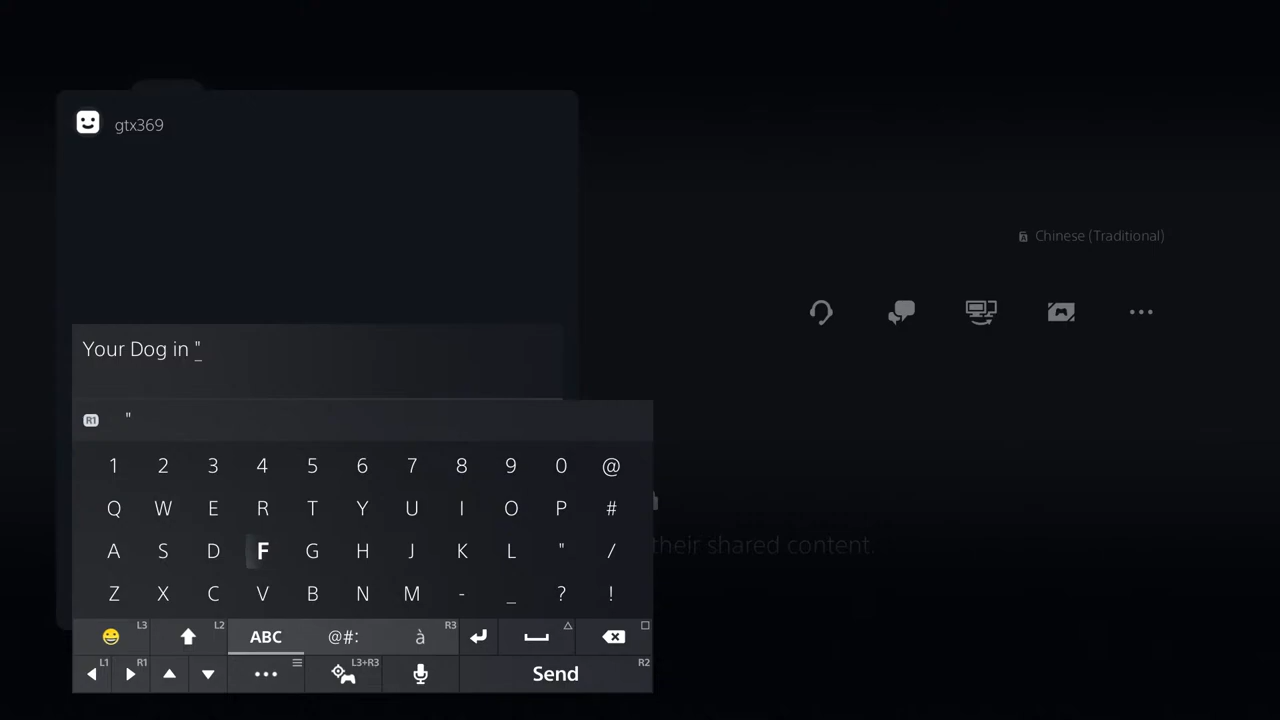 gtx369
Chinese (Traditional)
Your Dog in "
R1 "
1 2 3 4 5 6 7 8 9 0 @
Q W E R T Y U I O P #
their shared content.
A S D F G H J K L " /
Z X C V B N M - _ ? !
L3 L2 ABC @#: à R3
L1 R1 ... L3+R3 Send R2